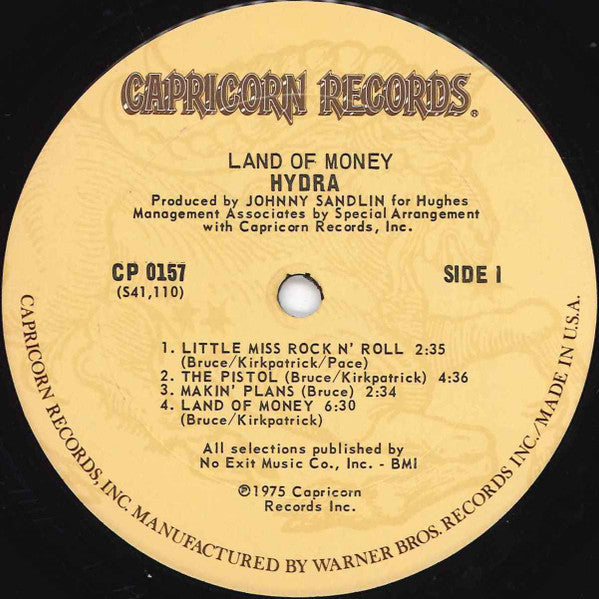 CAPRICORN RECORDS®
LAND OF MONEY
HYDRA
Produced by JOHNNY SANDLIN for Hughes
Management Associates by Special Arrangement
with Capricorn Records, Inc.
CP 0157
(S41,110)
SIDE 1
1. LITTLE MISS ROCK N' ROLL 2:35
(Bruce/Kirkpatrick/Pace)
2. THE PISTOL (Bruce/Kirkpatrick) 4:36
3. MAKIN' PLANS (Bruce) 2:34
4. LAND OF MONEY 6:30
(Bruce/Kirkpatrick)
All selections published by
No Exit Music Co., Inc. - BMI
℗1975 Capricorn
Records Inc.
CAPRICORN RECORDS, INC. MANUFACTURED BY WARNER BROS. RECORDS INC./MADE IN U.S.A.